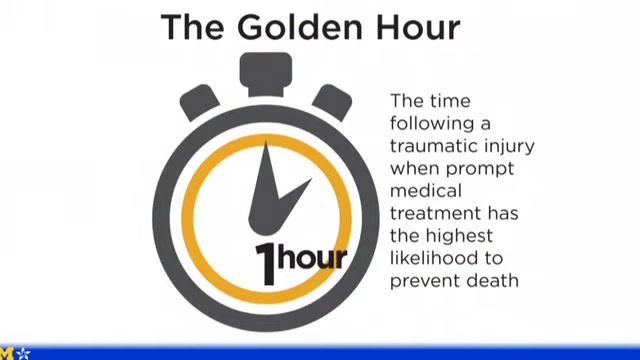 The Golden Hour
The time
following a
traumatic injury
when prompt
medical
treatment has
the highest
likelihood to
prevent death
1hour
M